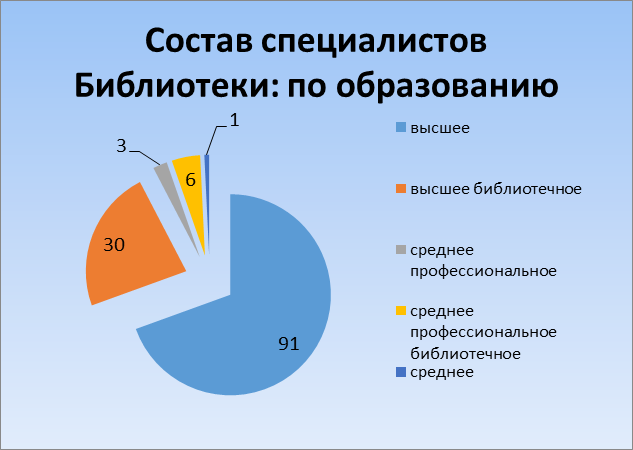 Состав специалистов
Библиотеки: по образованию
1
3
6
30
91
высшее
высшее библиотечное
среднее
профессиональное
среднее
профессиональное
библиотечное
среднее